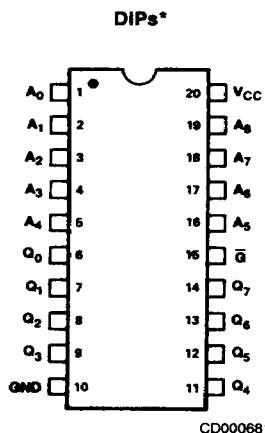 DIPs*
A0 1 20 VCC
A1 2 19 A8
A2 3 18 A7
A3 4 17 A6
A4 5 16 A5
Q0 6 15 G̅
Q1 7 14 Q7
Q2 8 13 Q6
Q3 9 12 Q5
GND 10 11 Q4
CD00068